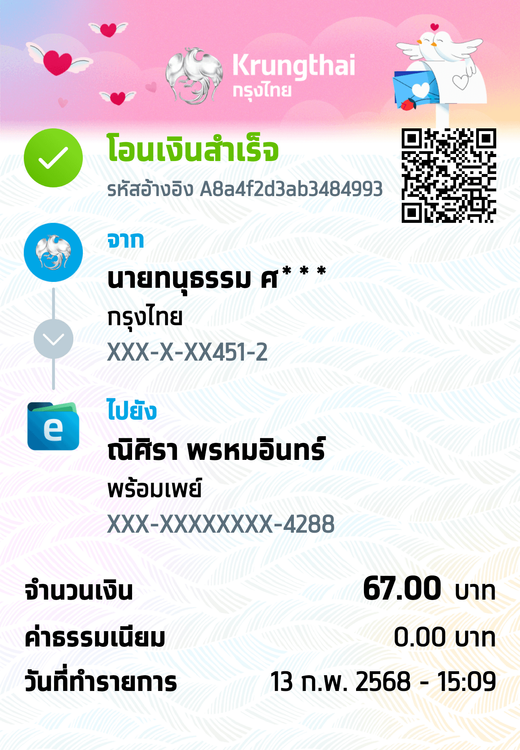 Krungthai
กรุงไทย
โอนเงินสำเร็จ
รหัสอ้างอิง A8a4f2d3ab3484993
จาก
นายทนุธรรม ศ***
กรุงไทย
XXX-X-XX451-2
e
ไปยัง
ณิศิรา พรหมอินทร์
พร้อมเพย์
XXX-XXXXXXXX-4288
จำนวนเงิน 67.00 บาท
ค่าธรรมเนียม 0.00 บาท
วันที่ทำรายการ 13 ก.พ. 2568 - 15:09